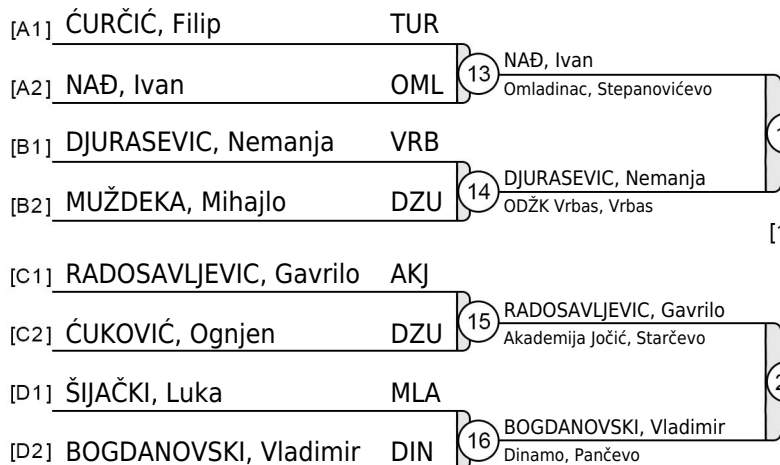 [A1] ĆURČIĆ, Filip TUR
[A2] NAĐ, Ivan OML
13
NAĐ, Ivan
Omladinac, Stepanovićevo
[B1] DJURASEVIC, Nemanja VRB
[B2] MUŽDEKA, Mihajlo DZU
14
DJURASEVIC, Nemanja
ODŽK Vrbas, Vrbas
[C1] RADOSAVLJEVIC, Gavrilo AKJ
[C2] ĆUKOVIĆ, Ognjen DZU
15
RADOSAVLJEVIC, Gavrilo
Akademija Jočić, Starčevo
[D1] ŠIJAČKI, Luka MLA
[D2] BOGDANOVSKI, Vladimir DIN
16
BOGDANOVSKI, Vladimir
Dinamo, Pančevo